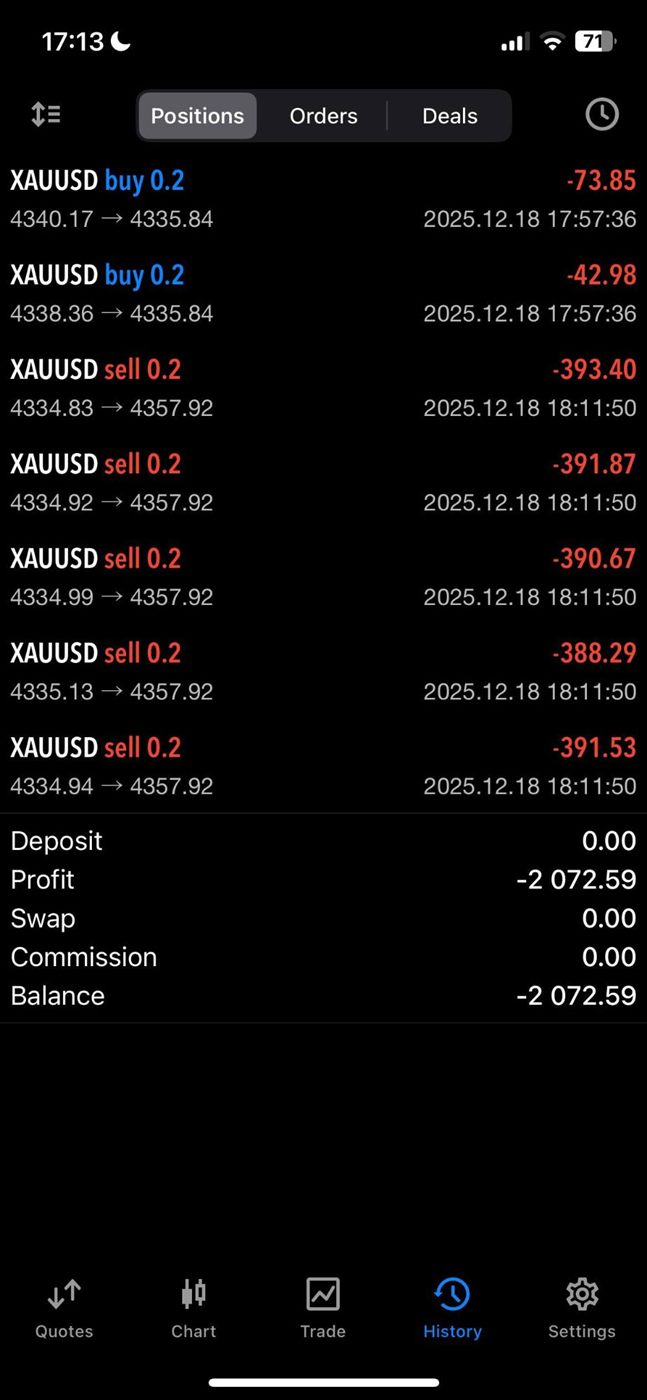 17:13 71
Positions Orders Deals
XAUUSD buy 0.2 -73.85
4340.17 → 4335.84 2025.12.18 17:57:36
XAUUSD buy 0.2 -42.98
4338.36 → 4335.84 2025.12.18 17:57:36
XAUUSD sell 0.2 -393.40
4334.83 → 4357.92 2025.12.18 18:11:50
XAUUSD sell 0.2 -391.87
4334.92 → 4357.92 2025.12.18 18:11:50
XAUUSD sell 0.2 -390.67
4334.99 → 4357.92 2025.12.18 18:11:50
XAUUSD sell 0.2 -388.29
4335.13 → 4357.92 2025.12.18 18:11:50
XAUUSD sell 0.2 -391.53
4334.94 → 4357.92 2025.12.18 18:11:50
Deposit 0.00
Profit -2 072.59
Swap 0.00
Commission 0.00
Balance -2 072.59
Quotes Chart Trade History Settings